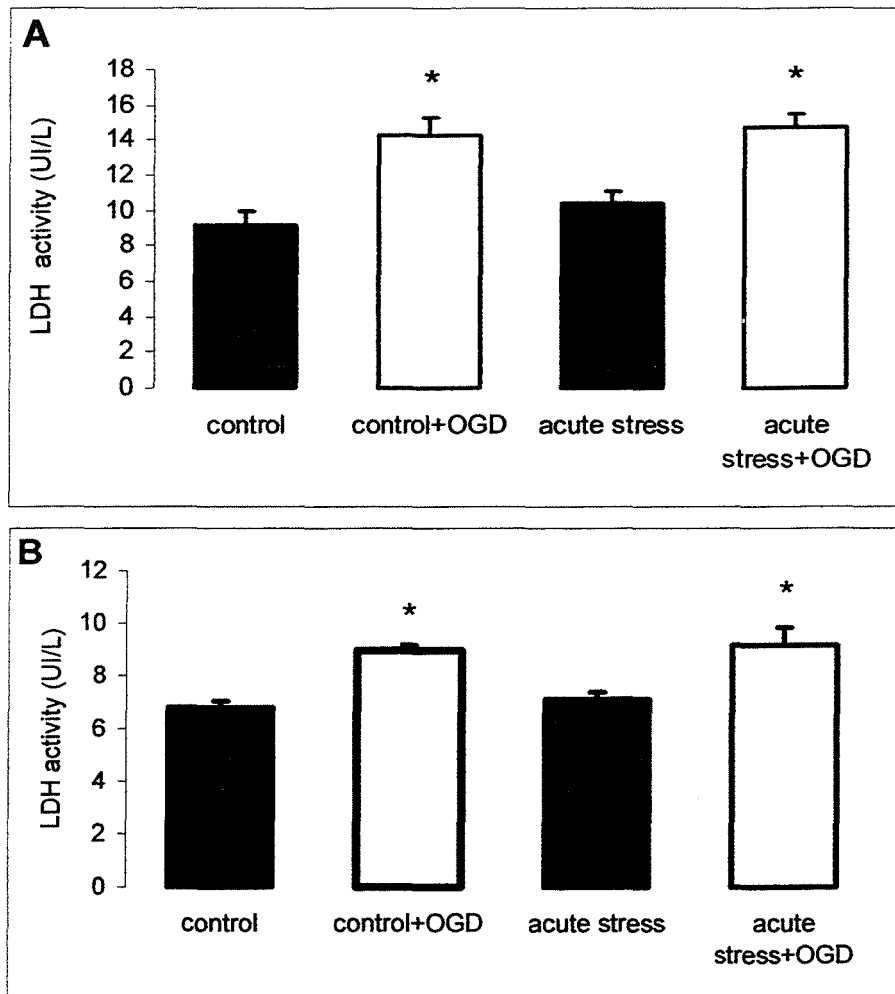 A
LDH activity (UI/L)
18
16
14
12
10
8
6
4
2
0
*
*
control
control+OGD
acute stress
acute
stress+OGD
B
LDH activity (UI/L)
12
10
8
6
4
2
0
*
*
control
control+OGD
acute stress
acute
stress+OGD